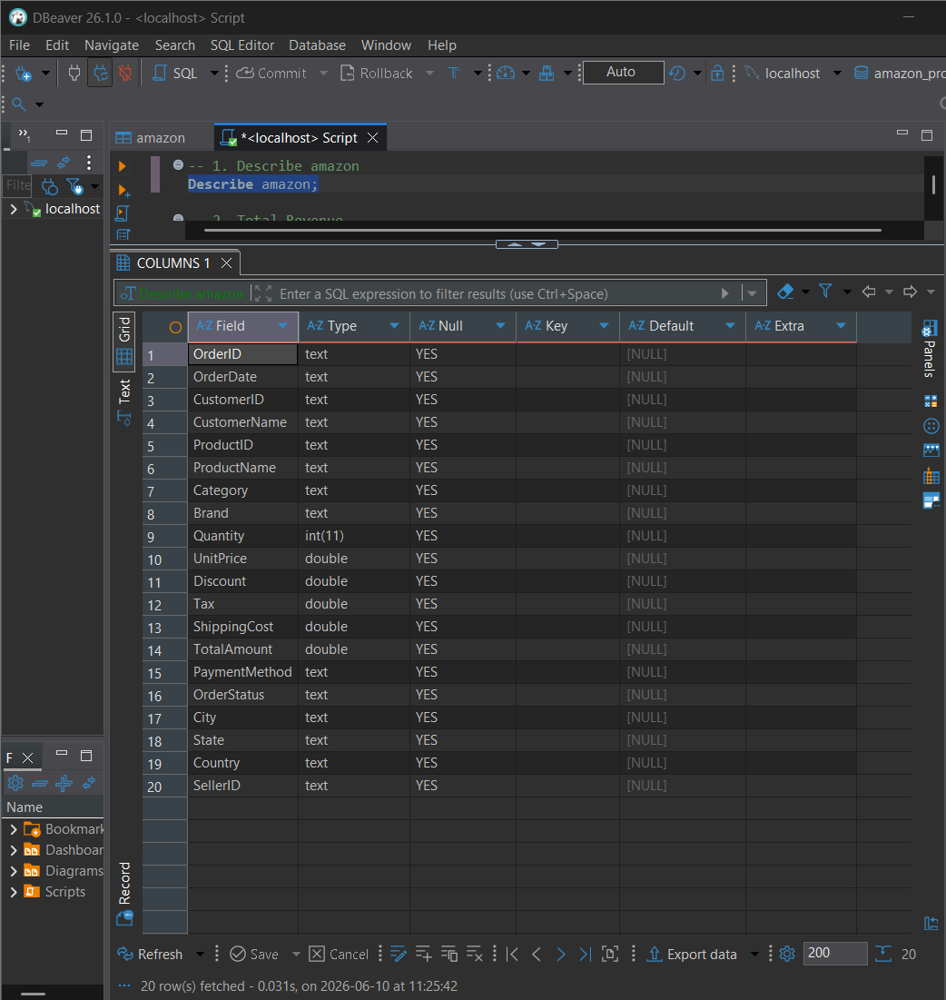 DBeaver 26.1.0 - <localhost> Script
File Edit Navigate Search SQL Editor Database Window Help
SQL Commit Rollback T Auto localhost amazon_pro
»1
amazon *<localhost> Script
Filte
localhost
-- 1. Describe amazon
Describe amazon;
2. Total Revenue
COLUMNS 1
Describe amazon Enter a SQL expression to filter results (use Ctrl+Space)
Grid
Text
Record
Panels
A-Z Field A-Z Type A-Z Null A-Z Key A-Z Default A-Z Extra
1 OrderID text YES [NULL]
2 OrderDate text YES [NULL]
3 CustomerID text YES [NULL]
4 CustomerName text YES [NULL]
5 ProductID text YES [NULL]
6 ProductName text YES [NULL]
7 Category text YES [NULL]
8 Brand text YES [NULL]
9 Quantity int(11) YES [NULL]
10 UnitPrice double YES [NULL]
11 Discount double YES [NULL]
12 Tax double YES [NULL]
13 ShippingCost double YES [NULL]
14 TotalAmount double YES [NULL]
15 PaymentMethod text YES [NULL]
16 OrderStatus text YES [NULL]
17 City text YES [NULL]
18 State text YES [NULL]
19 Country text YES [NULL]
20 SellerID text YES [NULL]
F
Name
Bookmark
Dashboar
Diagrams
Scripts
Refresh Save Cancel Export data 200 20
20 row(s) fetched - 0.031s, on 2026-06-10 at 11:25:42